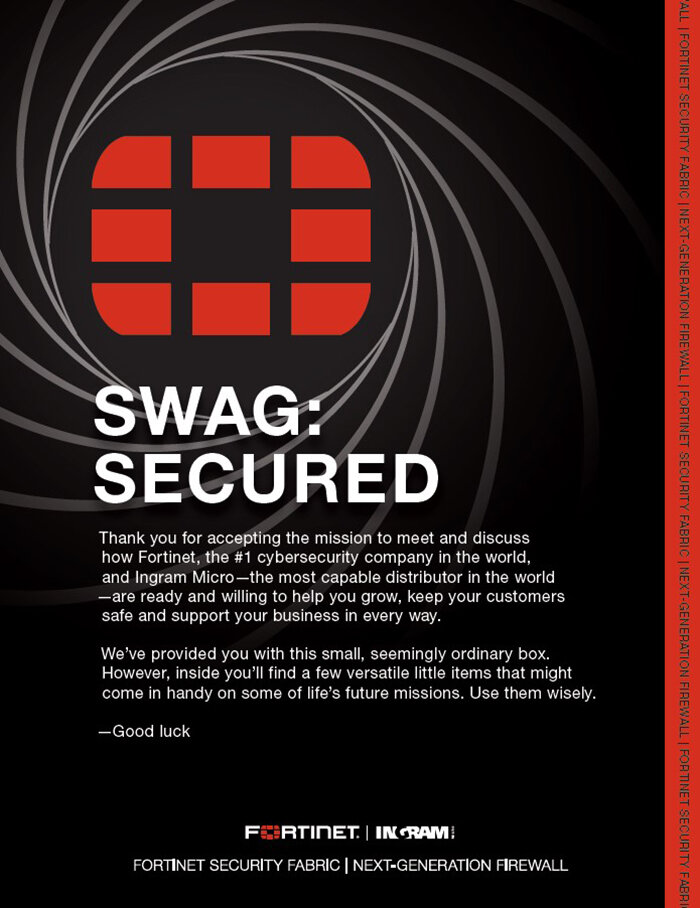 SWAG:
SECURED
Thank you for accepting the mission to meet and discuss
how Fortinet, the #1 cybersecurity company in the world,
and Ingram Micro—the most capable distributor in the world
—are ready and willing to help you grow, keep your customers
safe and support your business in every way.
We’ve provided you with this small, seemingly ordinary box.
However, inside you’ll find a few versatile little items that might
come in handy on some of life’s future missions. Use them wisely.
—Good luck
FORTINET | INGRAM
FORTINET SECURITY FABRIC | NEXT-GENERATION FIREWALL
| FORTINET SECURITY FABRIC | NEXT-GENERATION FIREWALL | FORTINET SECURITY FABRIC | NEXT-GENERATION FIREWALL | FORTINET SECURITY